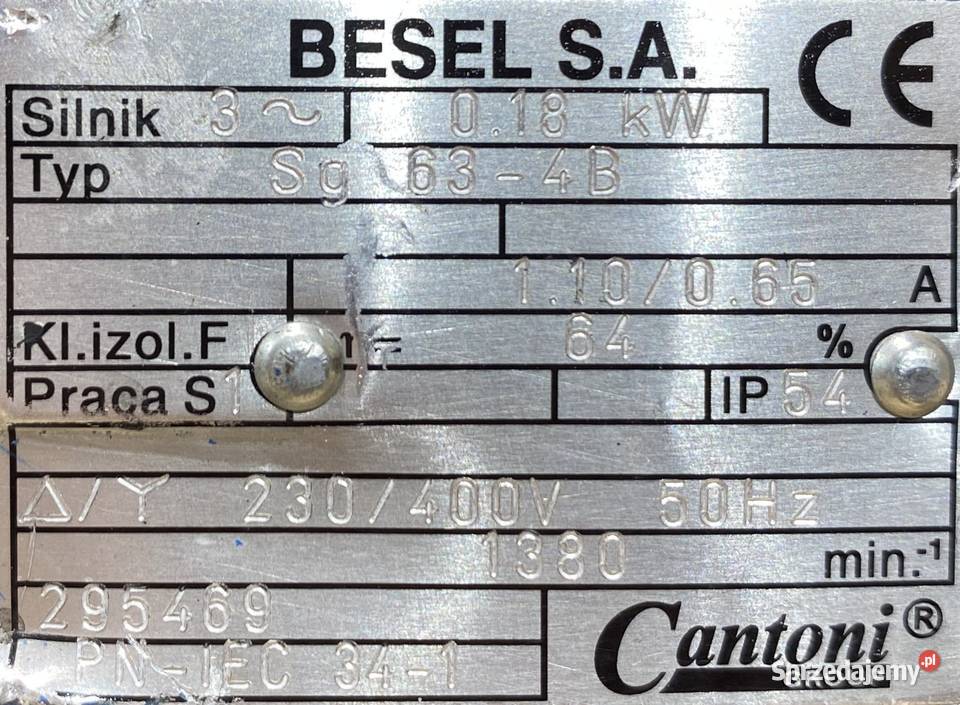 BESEL S.A. CE
Silnik 3~ 0.18 kW
Typ Sg 63-4B
1.10/0.65 A
Kl.izol.F η= 64 %
Praca S1 IP54
Δ/Y 230/400V 50Hz
1380 min.-1
295469
PN-IEC 34-1
Cantoni®
GROUP
Sprzedajemy.pl